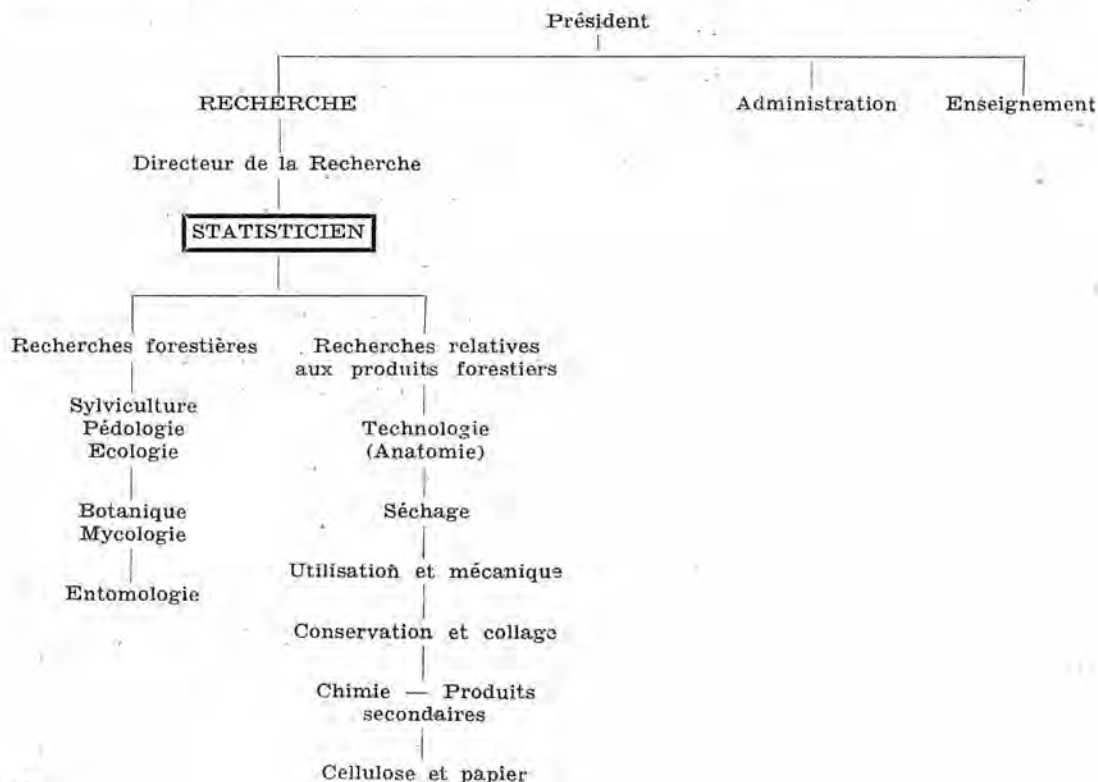 Président
RECHERCHE
Administration
Enseignement
Directeur de la Recherche
STATISTICIEN
Recherches forestières
Recherches relatives
aux produits forestiers
Sylviculture
Pédologie
Ecologie
Botanique
Mycologie
Entomologie
Technologie
(Anatomie)
Séchage
Utilisation et mécanique
Conservation et collage
Chimie — Produits
secondaires
Cellulose et papier